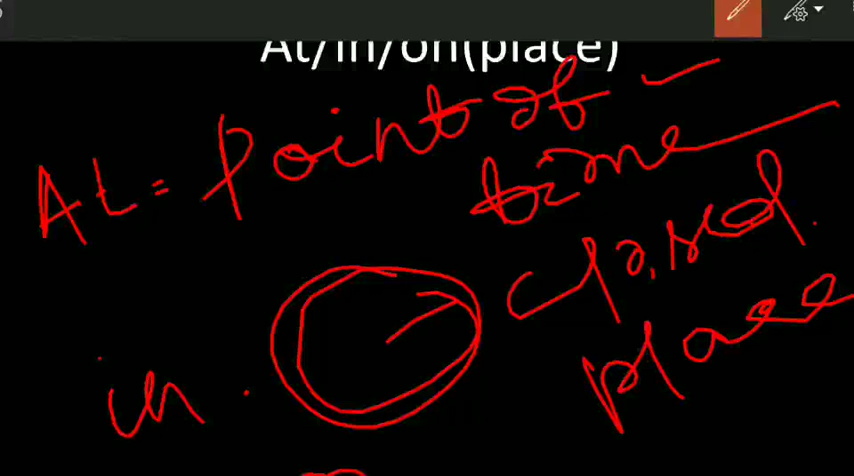 At/in/on(place)
At = point of
time
closed
place
in